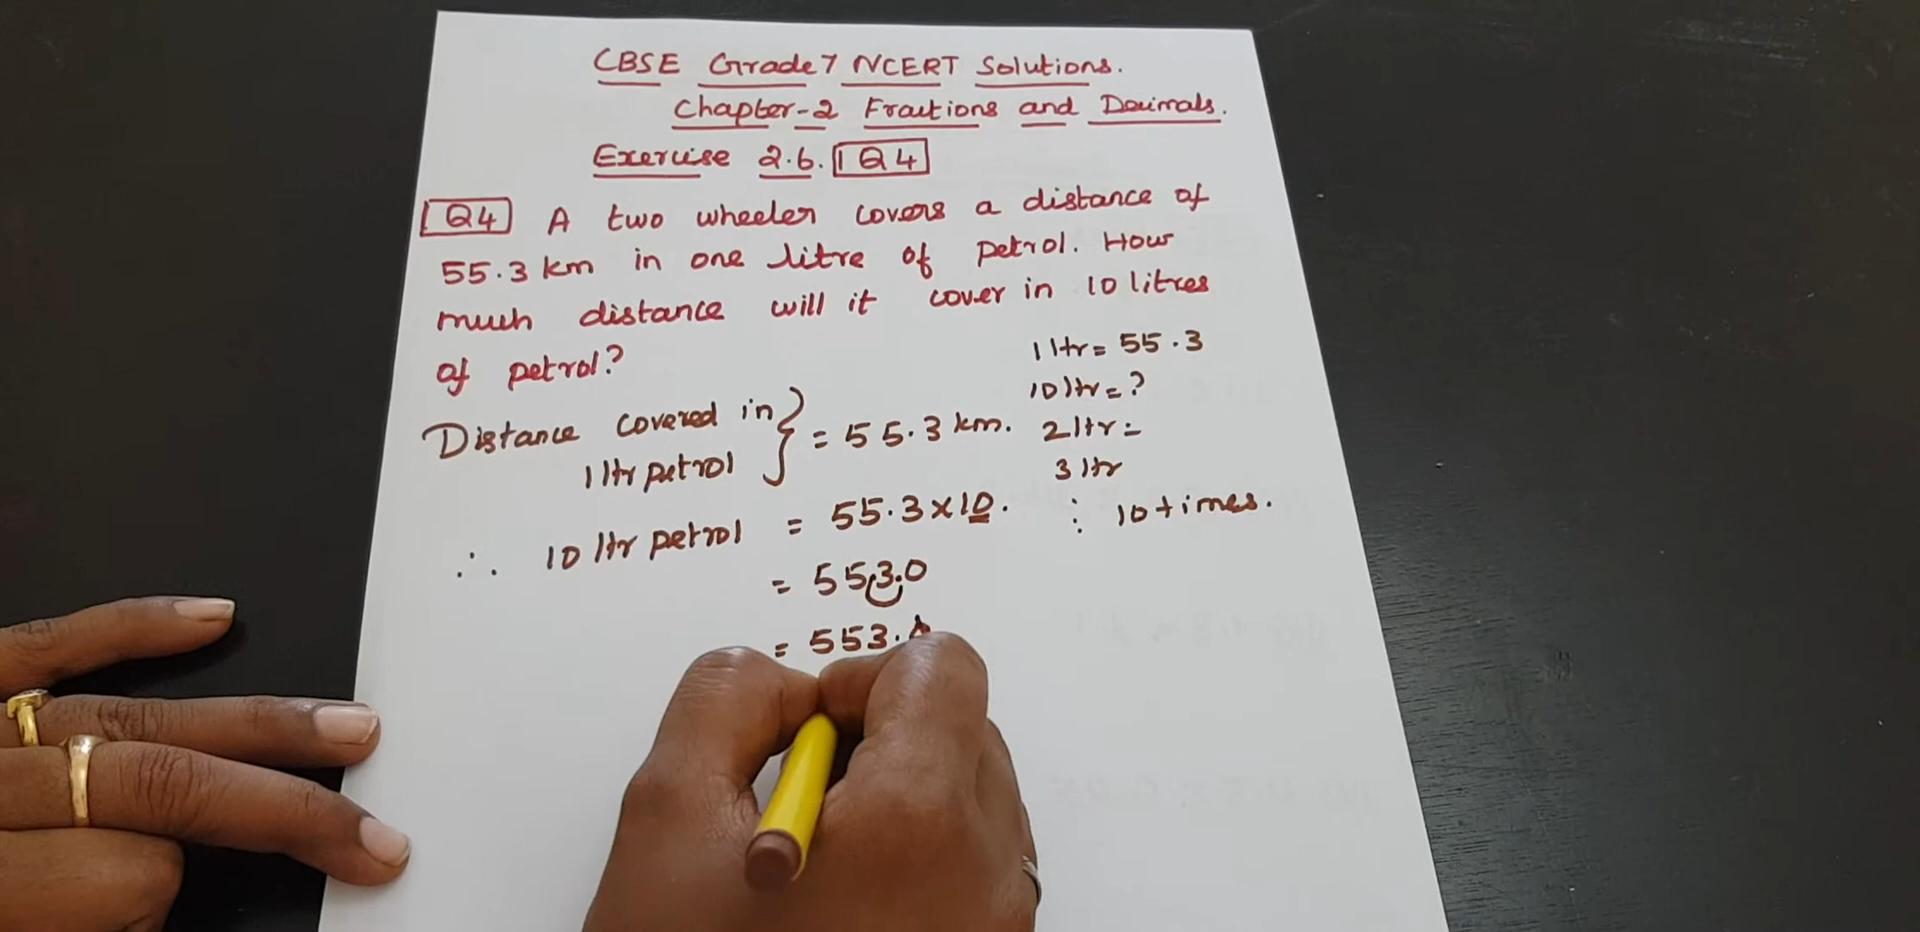 CBSE Grade 7 NCERT Solutions.
Chapter-2 Fractions and Decimals.
Exercise 2.6. Q4
Q4 A two wheeler covers a distance of
55.3 km in one litre of petrol. How
much distance will it cover in 10 litres
of petrol?
1 ltr = 55.3
10 ltr = ?
2 ltr =
3 ltr
: 10 times.
Distance covered in
1 ltr petrol } = 55.3 km.
∴ 10 ltr petrol = 55.3 x 10.
= 553.0
= 553.